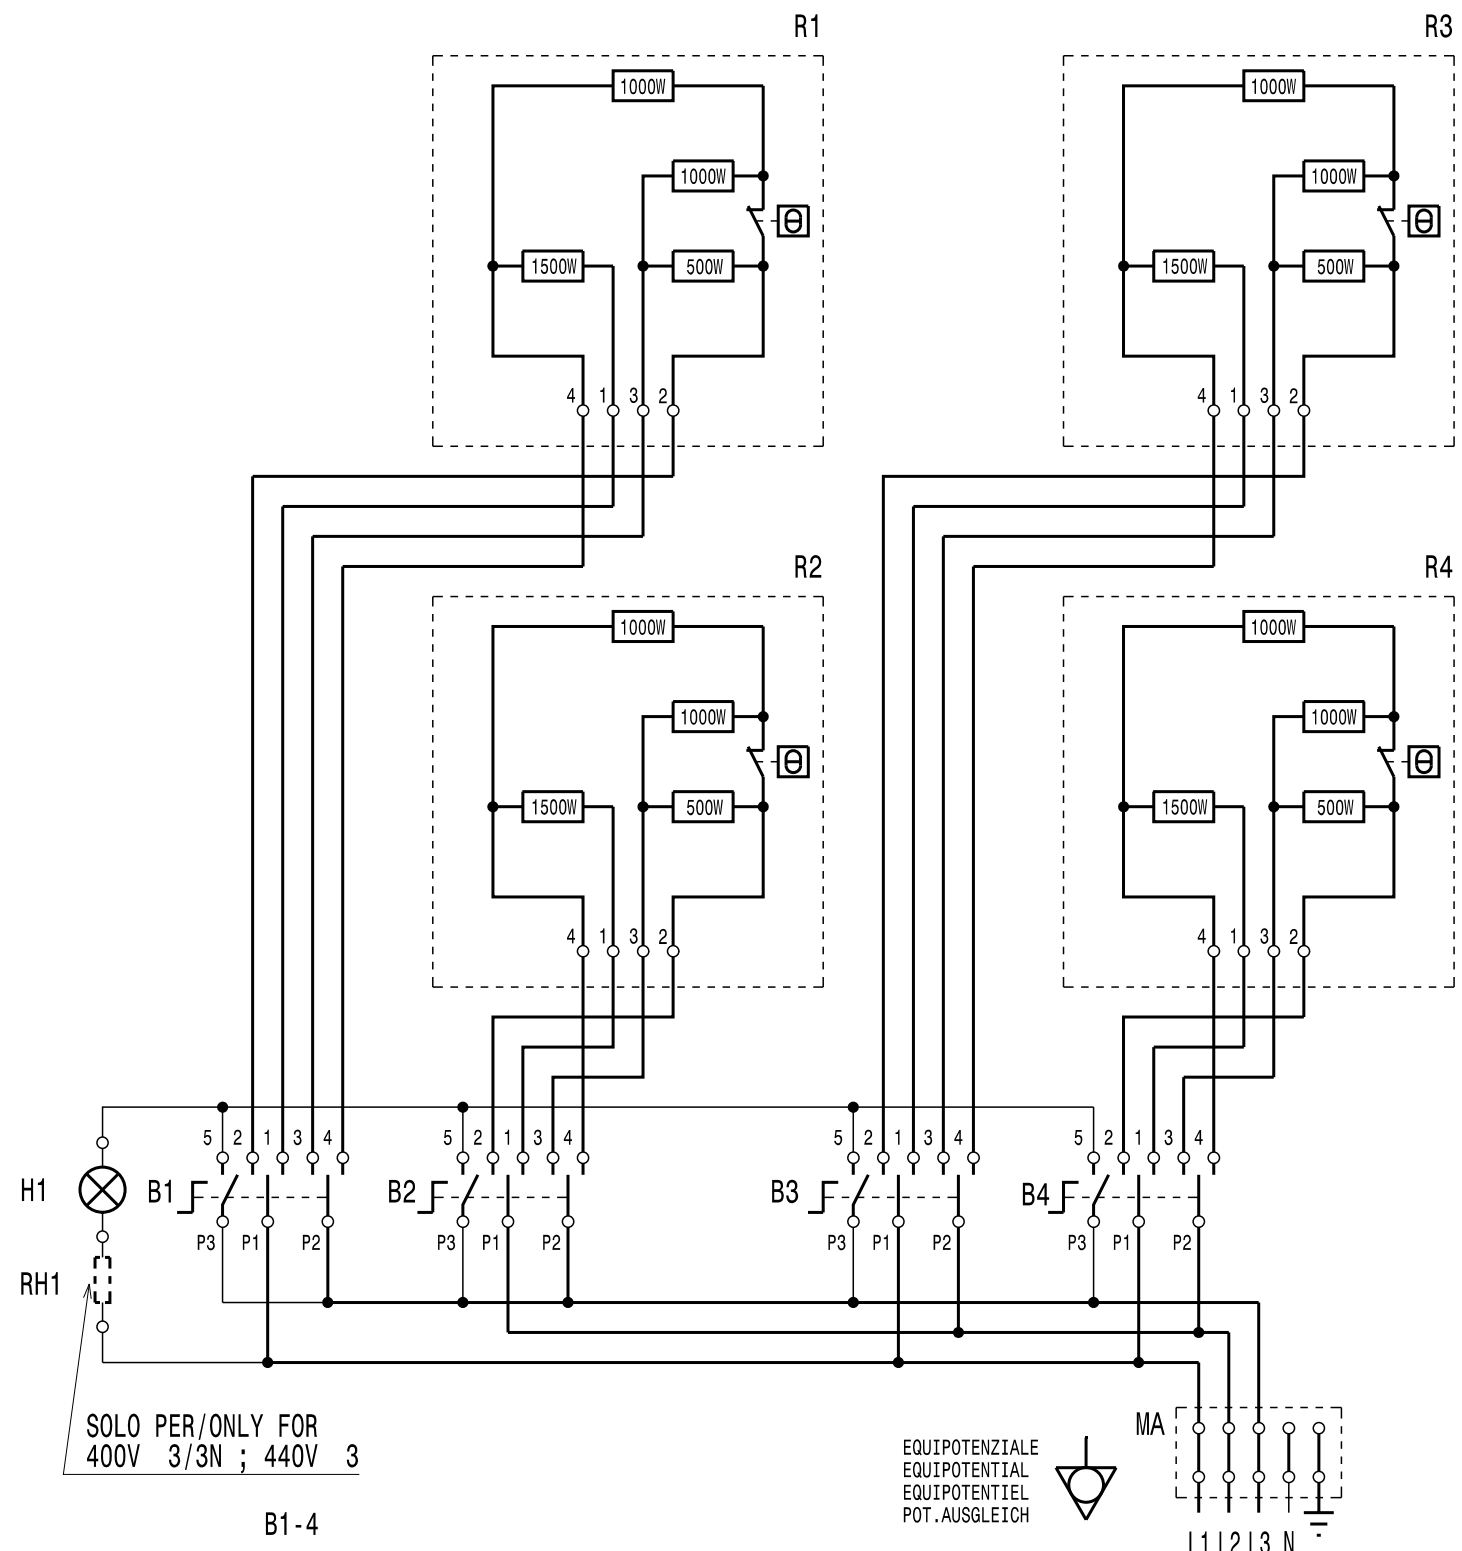 R1 R3
1000W 1000W
1000W 1000W
θ θ
1500W 500W 1500W 500W
4 1 3 2 4 1 3 2
R2 R4
1000W 1000W
1000W 1000W
θ θ
1500W 500W 1500W 500W
4 1 3 2 4 1 3 2
5 2 1 3 4 5 2 1 3 4 5 2 1 3 4 5 2 1 3 4
H1 B1 B2 B3 B4
P3 P1 P2 P3 P1 P2 P3 P1 P2 P3 P1 P2
RH1
SOLO PER/ONLY FOR
400V 3/3N ; 440V 3
B1-4
MA
EQUIPOTENZIALE
EQUIPOTENTIAL
EQUIPOTENTIEL
POT.AUSGLEICH
L1 L2 L3 N